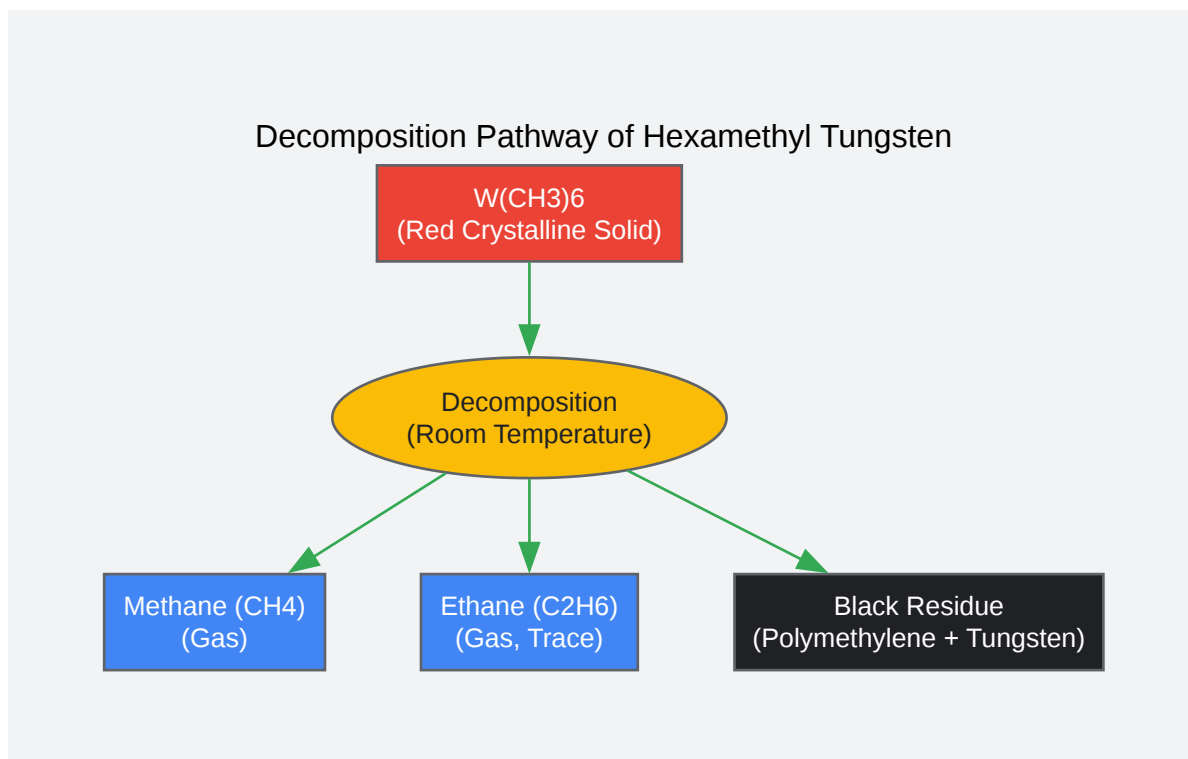 Decomposition Pathway of Hexamethyl Tungsten
W(CH3)6
(Red Crystalline Solid)
Decomposition
(Room Temperature)
Methane (CH4)
(Gas)
Ethane (C2H6)
(Gas, Trace)
Black Residue
(Polymethylene + Tungsten)